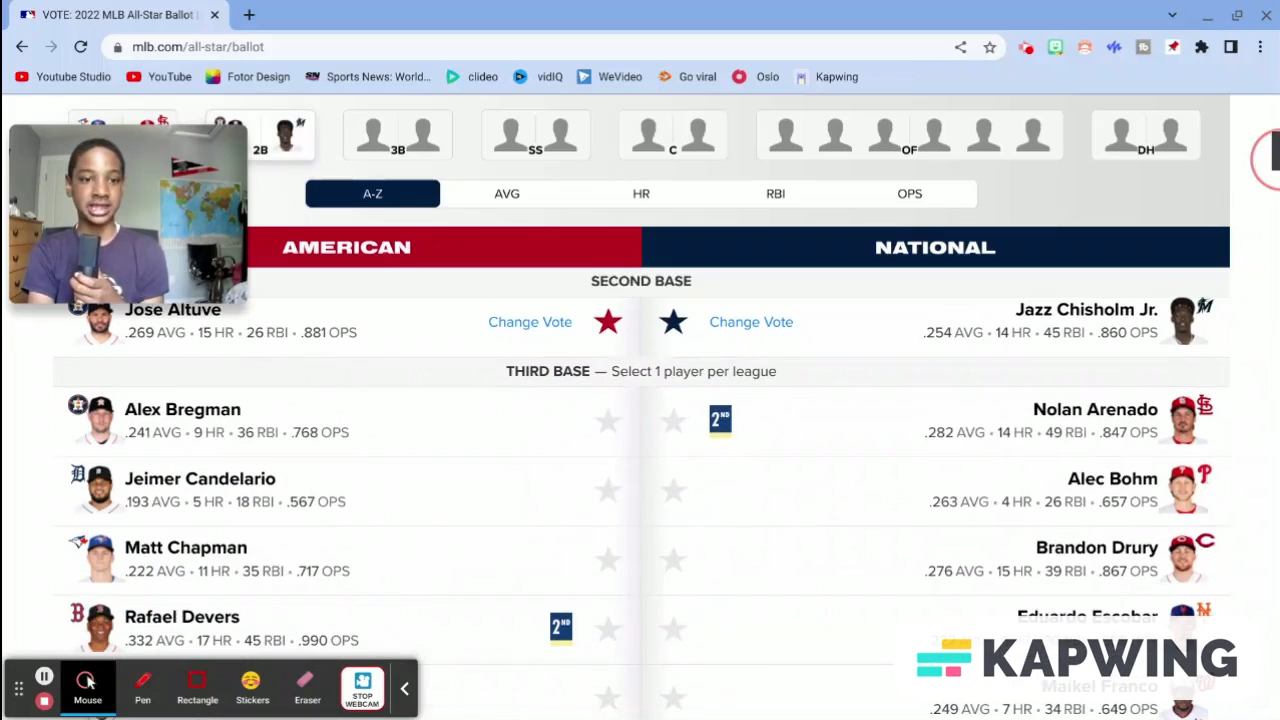 VOTE: 2022 MLB All-Star Ballot |
mlb.com/all-star/ballot
Youtube Studio
YouTube
Fotor Design
Sports News: World...
clideo
vidIQ
WeVideo
Go viral
Oslo
Kapwing
2B
3B
SS
C
OF
DH
A-Z
AVG
HR
RBI
OPS
AMERICAN
NATIONAL
SECOND BASE
Jose Altuve
.269 AVG • 15 HR • 26 RBI • .881 OPS
Change Vote
Change Vote
Jazz Chisholm Jr.
.254 AVG • 14 HR • 45 RBI • .860 OPS
THIRD BASE — Select 1 player per league
Alex Bregman
.241 AVG • 9 HR • 36 RBI • .768 OPS
2ND
Nolan Arenado
.282 AVG • 14 HR • 49 RBI • .847 OPS
Jeimer Candelario
.193 AVG • 5 HR • 18 RBI • .567 OPS
Alec Bohm
.263 AVG • 4 HR • 26 RBI • .657 OPS
Matt Chapman
.222 AVG • 11 HR • 35 RBI • .717 OPS
Brandon Drury
.276 AVG • 15 HR • 39 RBI • .867 OPS
Rafael Devers
.332 AVG • 17 HR • 45 RBI • .990 OPS
2ND
Eduardo Escobar
KAPWING
Maikel Franco
.249 AVG • 7 HR • 34 RBI • .649 OPS
Mouse
Pen
Rectangle
Stickers
Eraser
STOP
WEBCAM